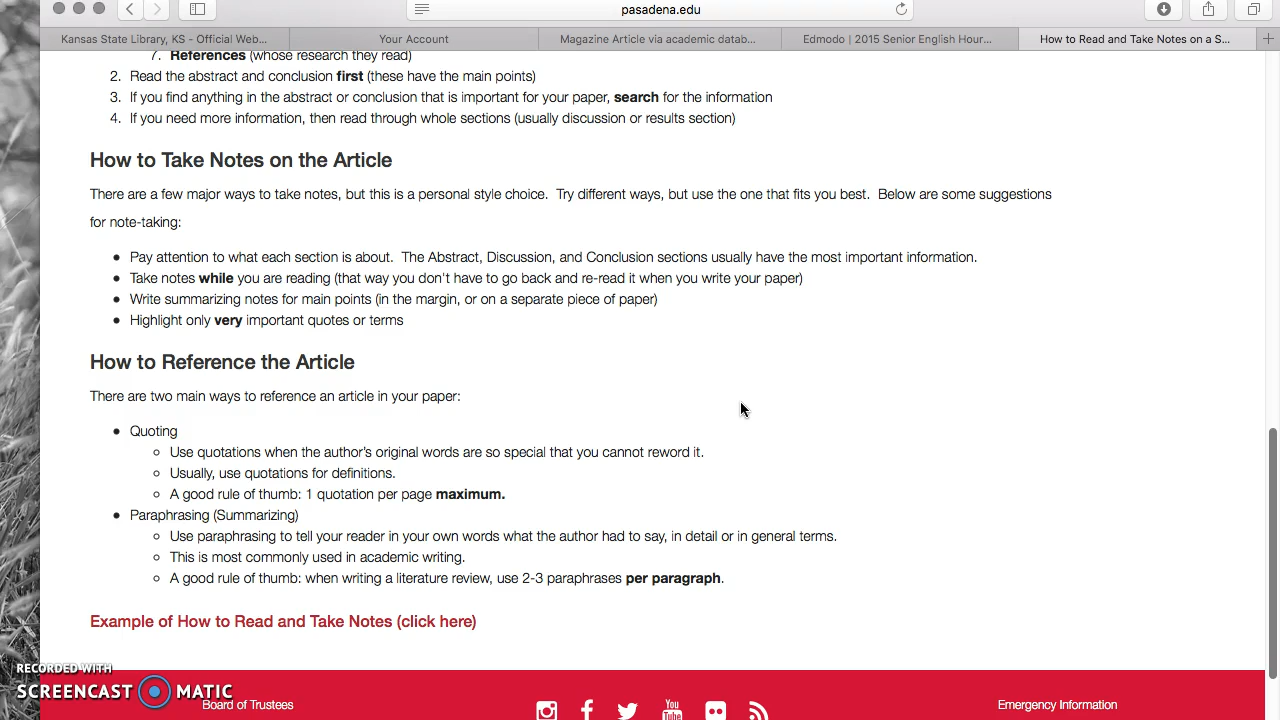 pasadena.edu
Kansas State Library, KS - Official Web...
Your Account
Magazine Article via academic datab...
Edmodo | 2015 Senior English Hour...
How to Read and Take Notes on a S...
7. References (whose research they read)
2. Read the abstract and conclusion first (these have the main points)
3. If you find anything in the abstract or conclusion that is important for your paper, search for the information
4. If you need more information, then read through whole sections (usually discussion or results section)
How to Take Notes on the Article
There are a few major ways to take notes, but this is a personal style choice. Try different ways, but use the one that fits you best. Below are some suggestions
for note-taking:
Pay attention to what each section is about. The Abstract, Discussion, and Conclusion sections usually have the most important information.
Take notes while you are reading (that way you don't have to go back and re-read it when you write your paper)
Write summarizing notes for main points (in the margin, or on a separate piece of paper)
Highlight only very important quotes or terms
How to Reference the Article
There are two main ways to reference an article in your paper:
Quoting
Use quotations when the author's original words are so special that you cannot reword it.
Usually, use quotations for definitions.
A good rule of thumb: 1 quotation per page maximum.
Paraphrasing (Summarizing)
Use paraphrasing to tell your reader in your own words what the author had to say, in detail or in general terms.
This is most commonly used in academic writing.
A good rule of thumb: when writing a literature review, use 2-3 paraphrases per paragraph.
Example of How to Read and Take Notes (click here)
RECORDED WITH
SCREENCAST MATIC
Board of Trustees
You Tube
Emergency Information